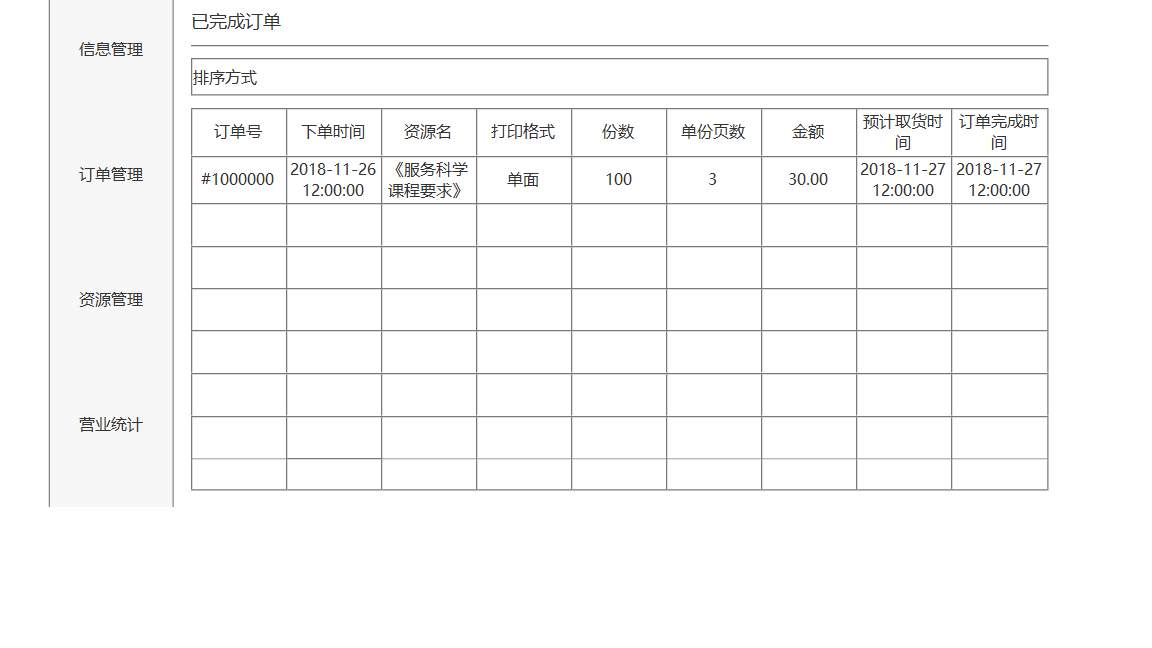 已完成订单
信息管理
订单管理
资源管理
营业统计
排序方式
订单号 下单时间 资源名 打印格式 份数 单份页数 金额 预计取货时
间 订单完成时
间
#1000000 2018-11-26
12:00:00 《服务科学
课程要求》 单面 100 3 30.00 2018-11-27
12:00:00 2018-11-27
12:00:00